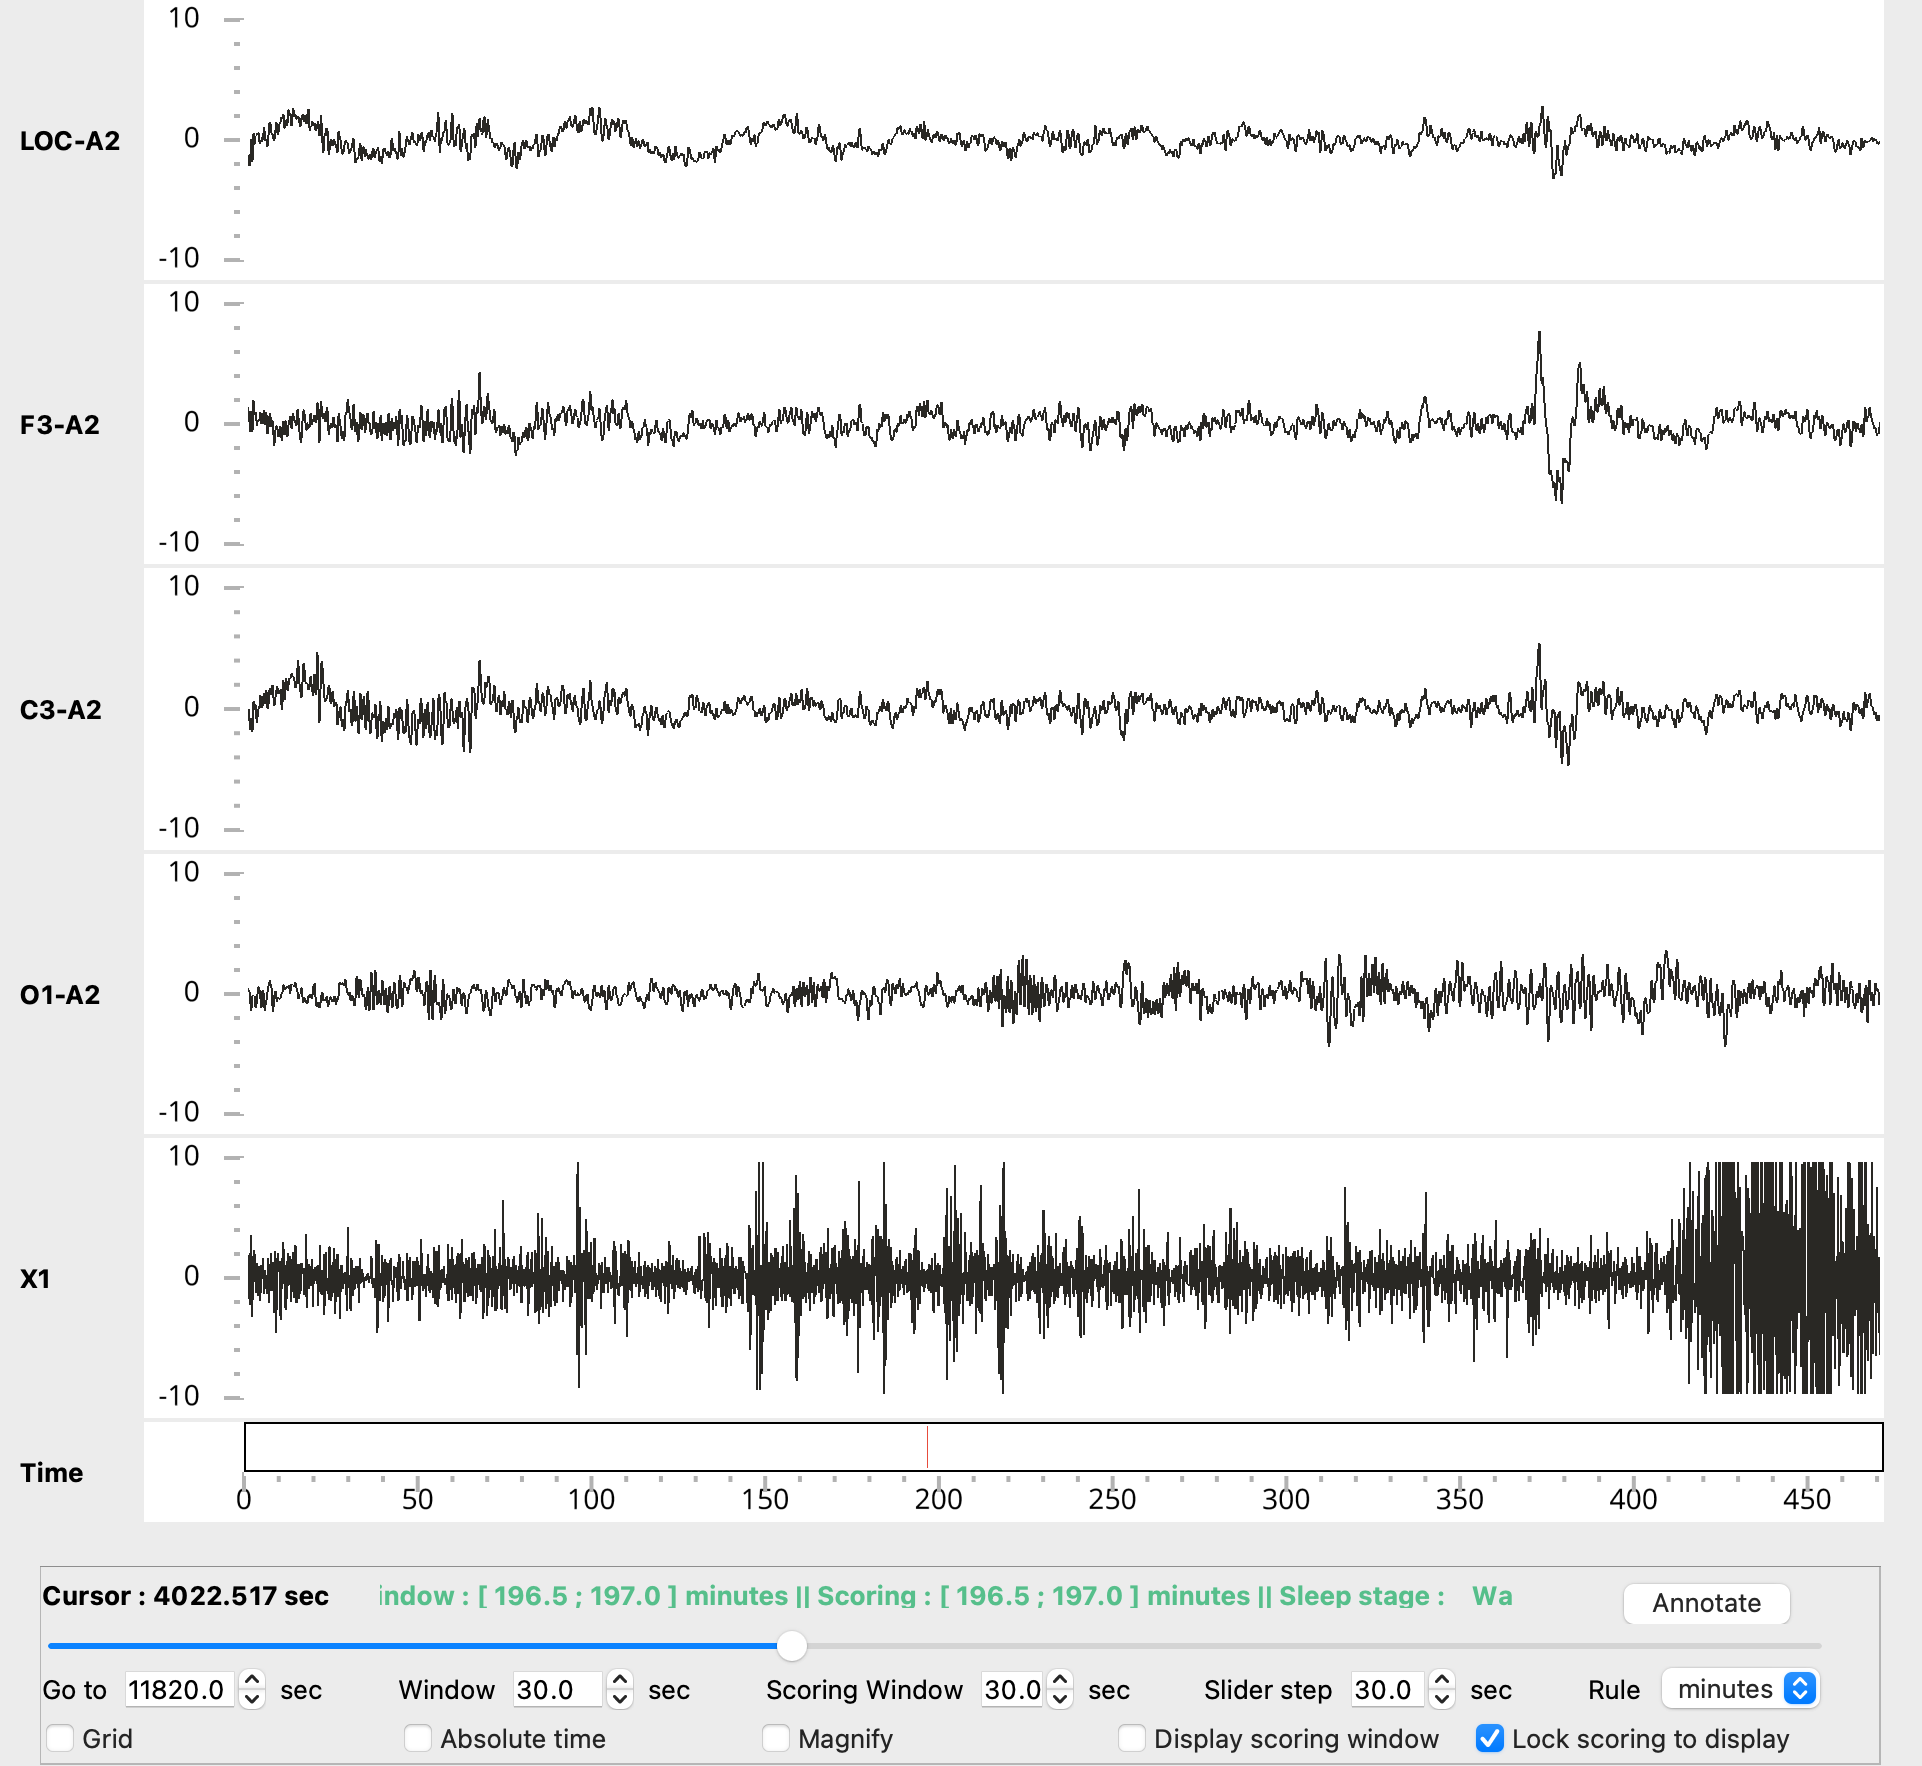 10
LOC-A2
0
-10
10
F3-A2
0
-10
10
C3-A2
0
-10
10
O1-A2
0
-10
10
X1
0
-10
Time
0 50 100 150 200 250 300 350 400 450
Cursor : 4022.517 sec indow : [ 196.5 ; 197.0 ] minutes || Scoring : [ 196.5 ; 197.0 ] minutes || Sleep stage : Wa Annotate
Go to 11820.0 sec Window 30.0 sec Scoring Window 30.0 sec Slider step 30.0 sec Rule minutes
Grid Absolute time Magnify Display scoring window Lock scoring to display